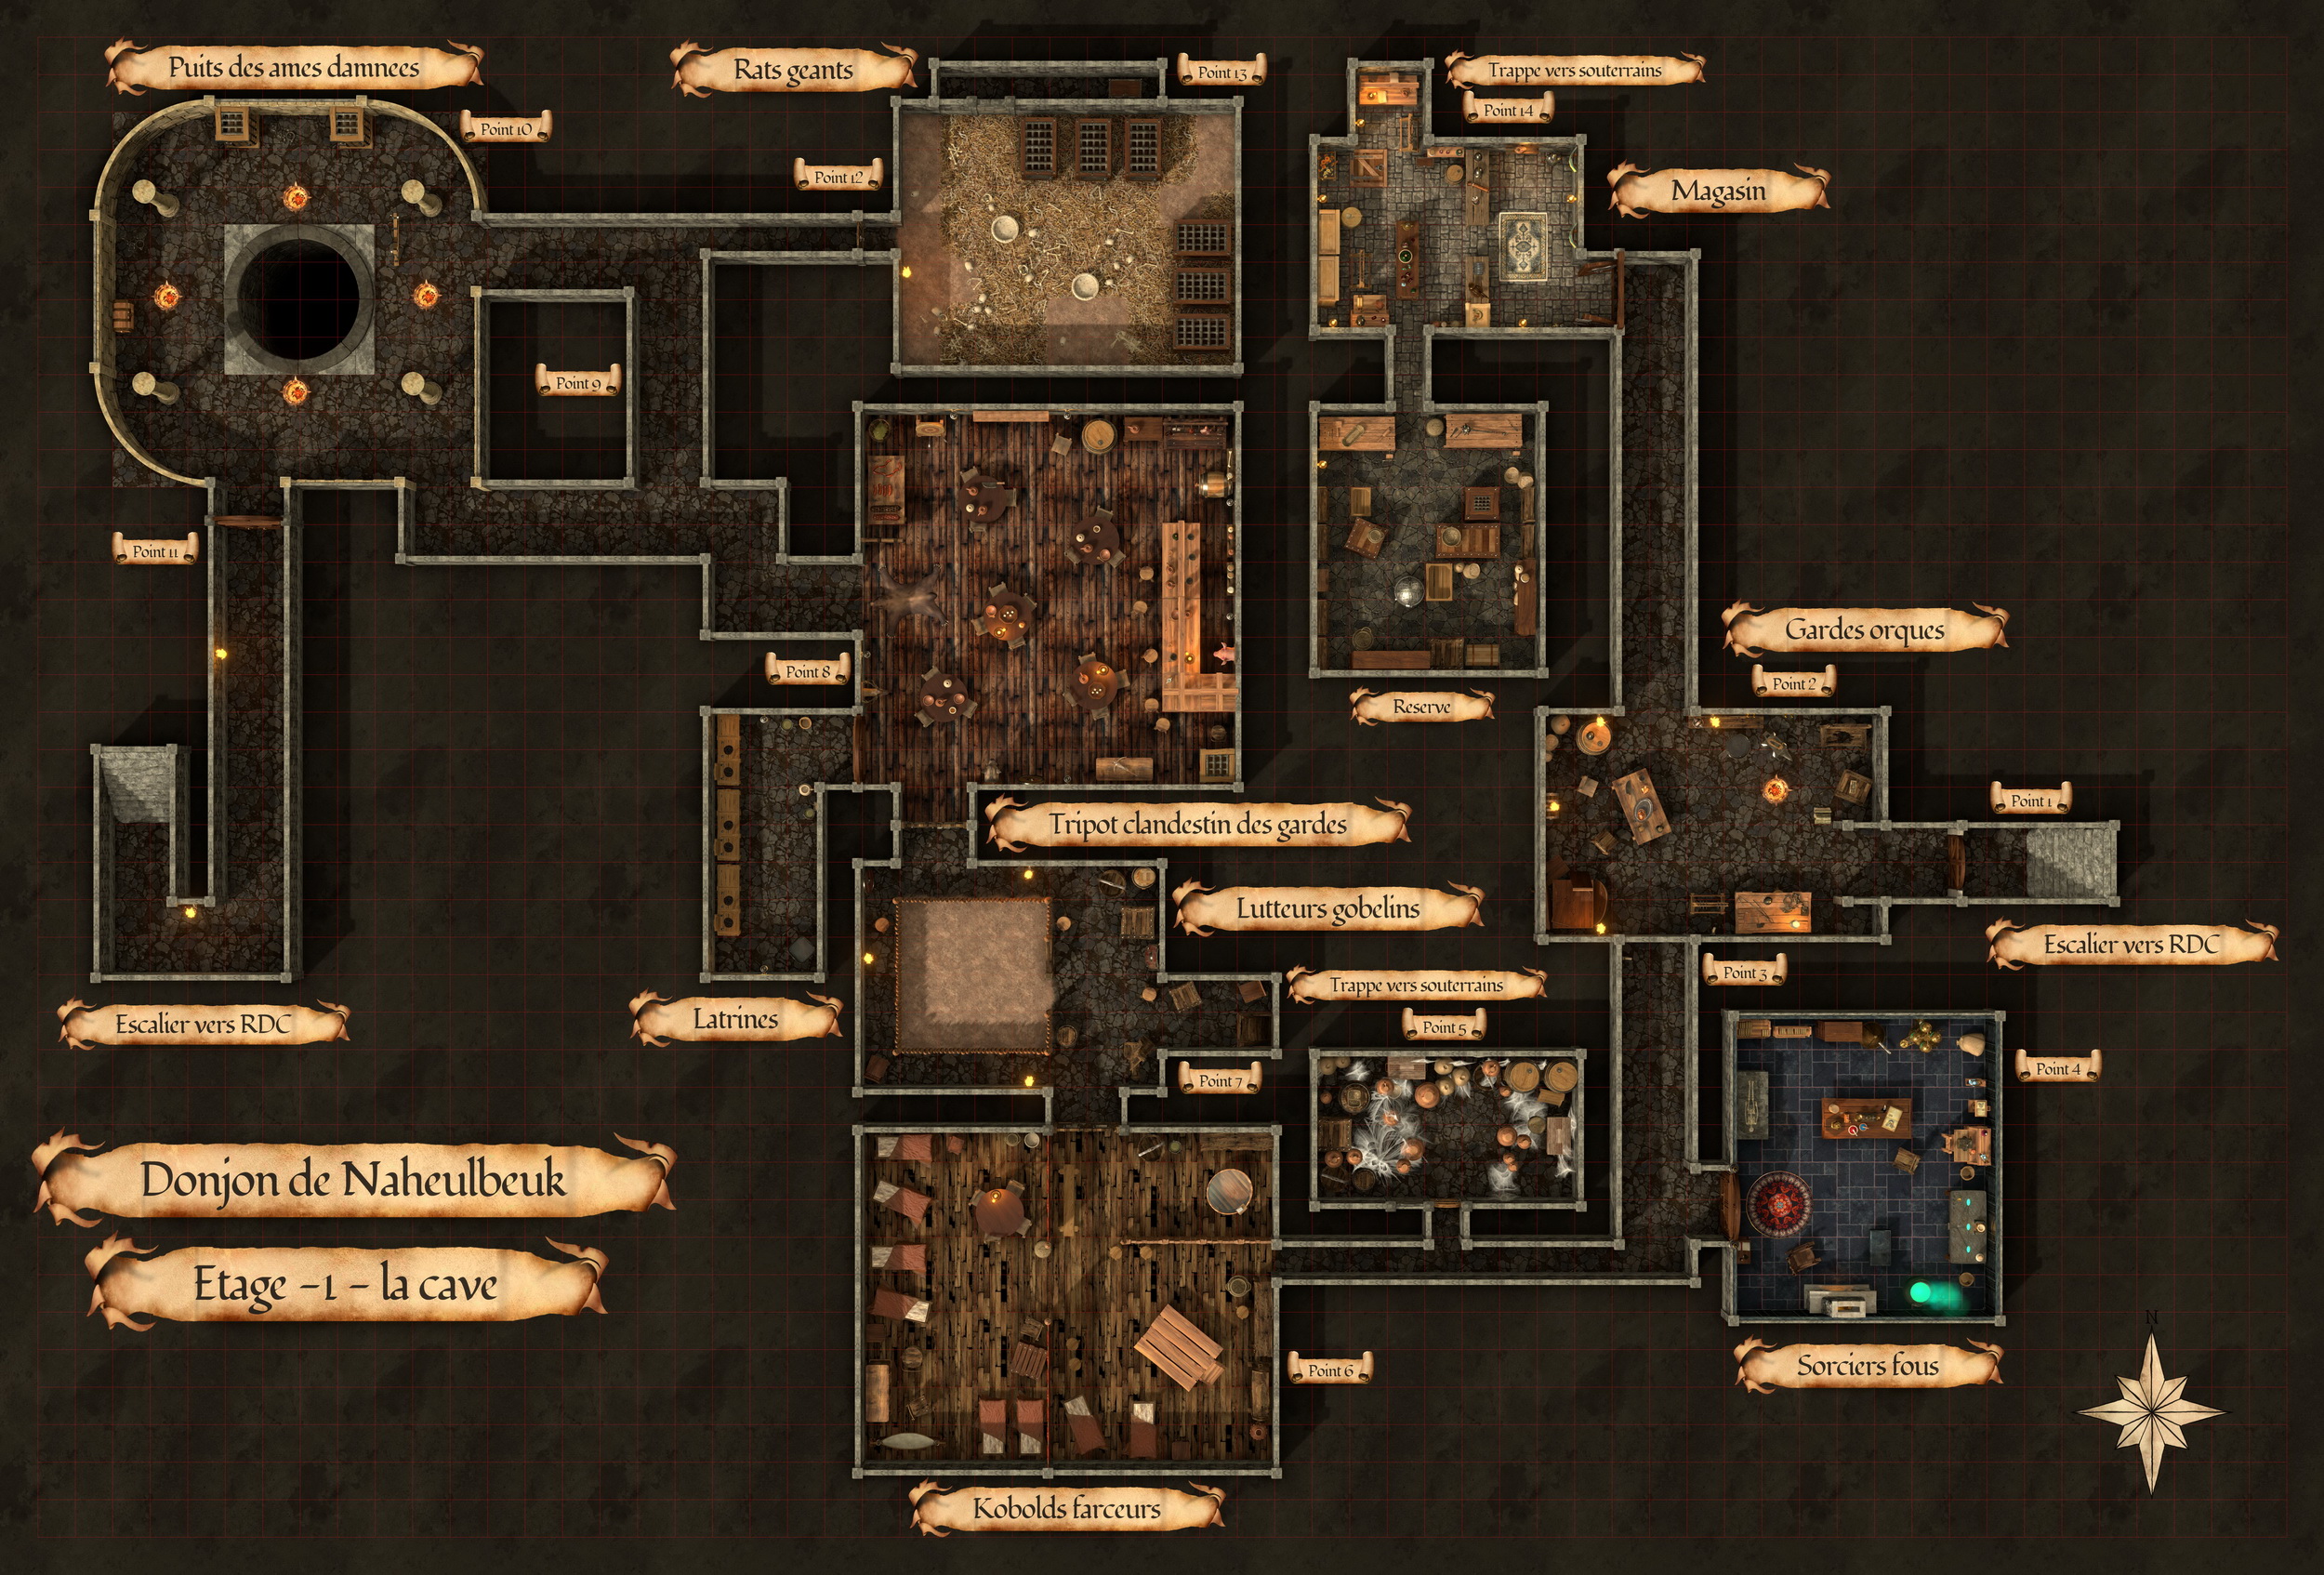 Puits des ames damnees
Rats geants
Point 13
Trappe vers souterrains
Point 14
Point 10
Point 12
Magasin
Point 9
Point 11
Gardes orques
Point 8
Point 2
Reserve
Point 1
Tripot clandestin des gardes
Lutteurs gobelins
Escalier vers RDC
Point 3
Trappe vers souterrains
Latrines
Escalier vers RDC
Point 5
Point 4
Point 7
Donjon de Naheulbeuk
Etage -1 - la cave
N
Sorciers fous
Point 6
Kobolds farceurs